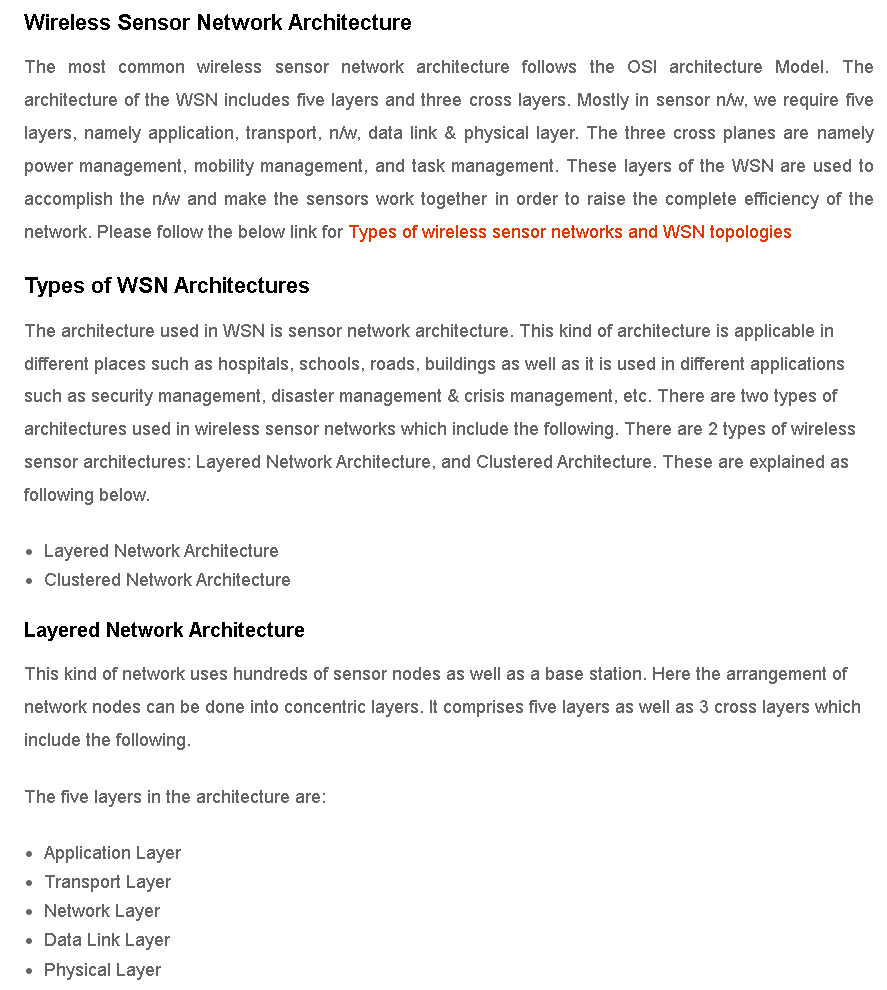 Wireless Sensor Network Architecture
The most common wireless sensor network architecture follows the OSI architecture Model. The
architecture of the WSN includes five layers and three cross layers. Mostly in sensor n/w, we require five
layers, namely application, transport, n/w, data link & physical layer. The three cross planes are namely
power management, mobility management, and task management. These layers of the WSN are used to
accomplish the n/w and make the sensors work together in order to raise the complete efficiency of the
network. Please follow the below link for Types of wireless sensor networks and WSN topologies
Types of WSN Architectures
The architecture used in WSN is sensor network architecture. This kind of architecture is applicable in
different places such as hospitals, schools, roads, buildings as well as it is used in different applications
such as security management, disaster management & crisis management, etc. There are two types of
architectures used in wireless sensor networks which include the following. There are 2 types of wireless
sensor architectures: Layered Network Architecture, and Clustered Architecture. These are explained as
following below.
• Layered Network Architecture
• Clustered Network Architecture
Layered Network Architecture
This kind of network uses hundreds of sensor nodes as well as a base station. Here the arrangement of
network nodes can be done into concentric layers. It comprises five layers as well as 3 cross layers which
include the following.
The five layers in the architecture are:
• Application Layer
• Transport Layer
• Network Layer
• Data Link Layer
• Physical Layer